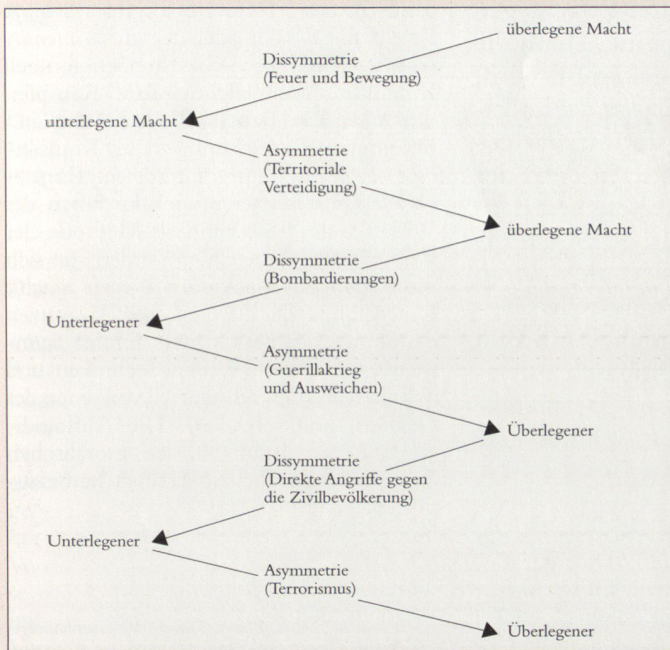 überlegene Macht
Dissymmetrie
(Feuer und Bewegung)
unterlegene Macht
Asymmetrie
(Territoriale
Verteidigung)
überlegene Macht
Dissymmetrie
(Bombardierungen)
Unterlegener
Asymmetrie
(Guerillakrieg
und Ausweichen)
Überlegener
Dissymmetrie
(Direkte Angriffe gegen
die Zivilbevölkerung)
Unterlegener
Asymmetrie
(Terrorismus)
Überlegener